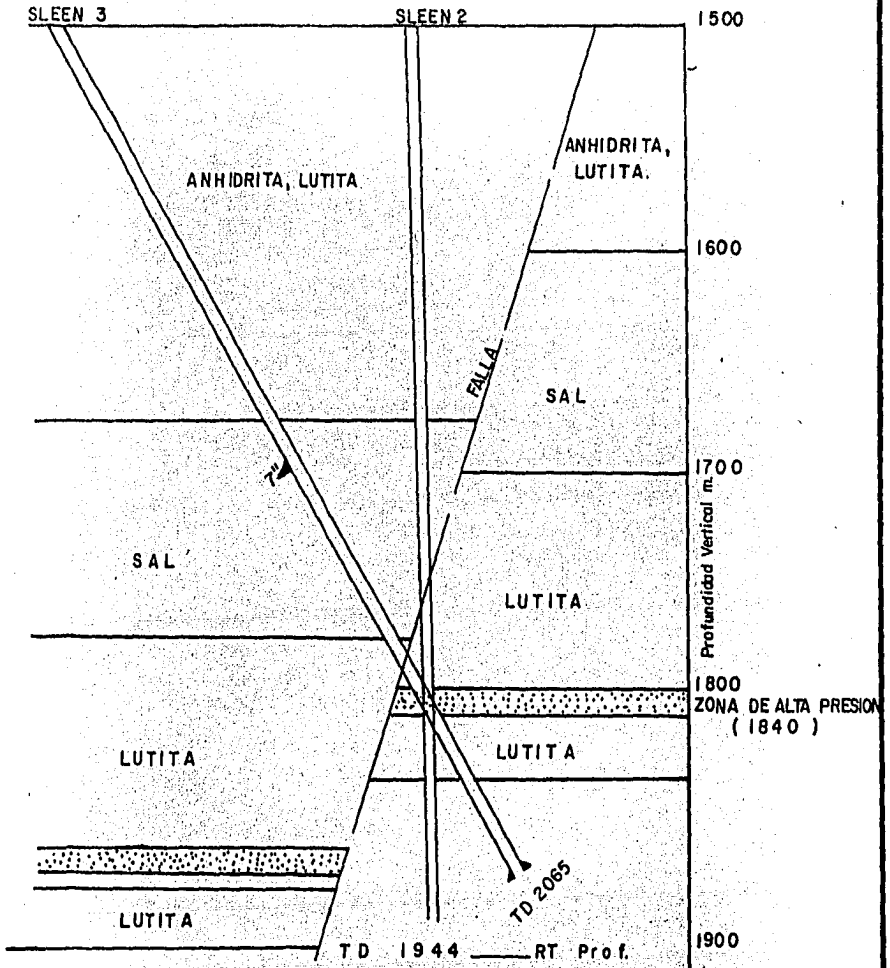 SLEEN 3
SLEEN 2
1500
ANHIDRITA, LUTITA
ANHIDRITA,
LUTITA.
1600
FALLA
SAL
7"
1700
Profundidad Vertical m.
SAL
LUTITA
1800
ZONA DE ALTA PRESION
( 1840 )
LUTITA
LUTITA
TD 2065
LUTITA
1900
TD 1944 RT Prof.